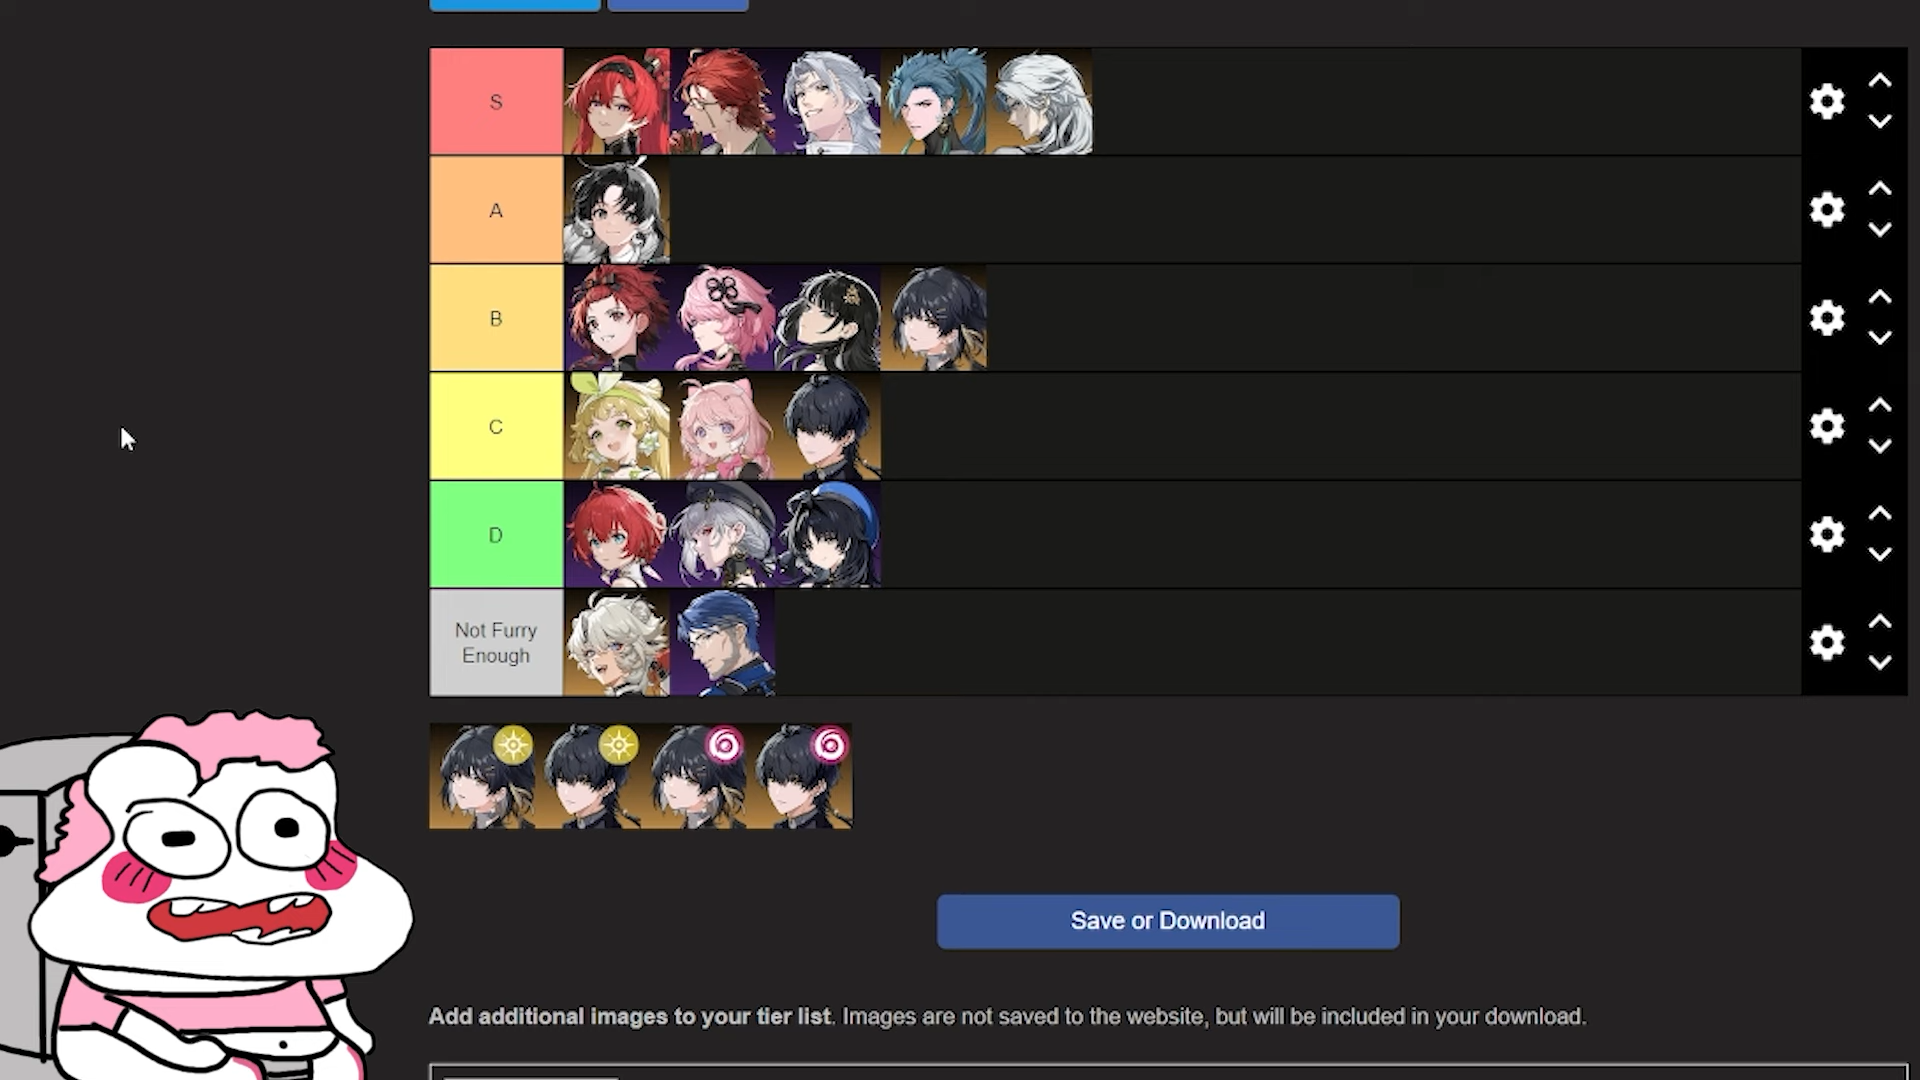 S
A
B
C
D
Not Furry
Enough
Save or Download
Add additional images to your tier list. Images are not saved to the website, but will be included in your download.